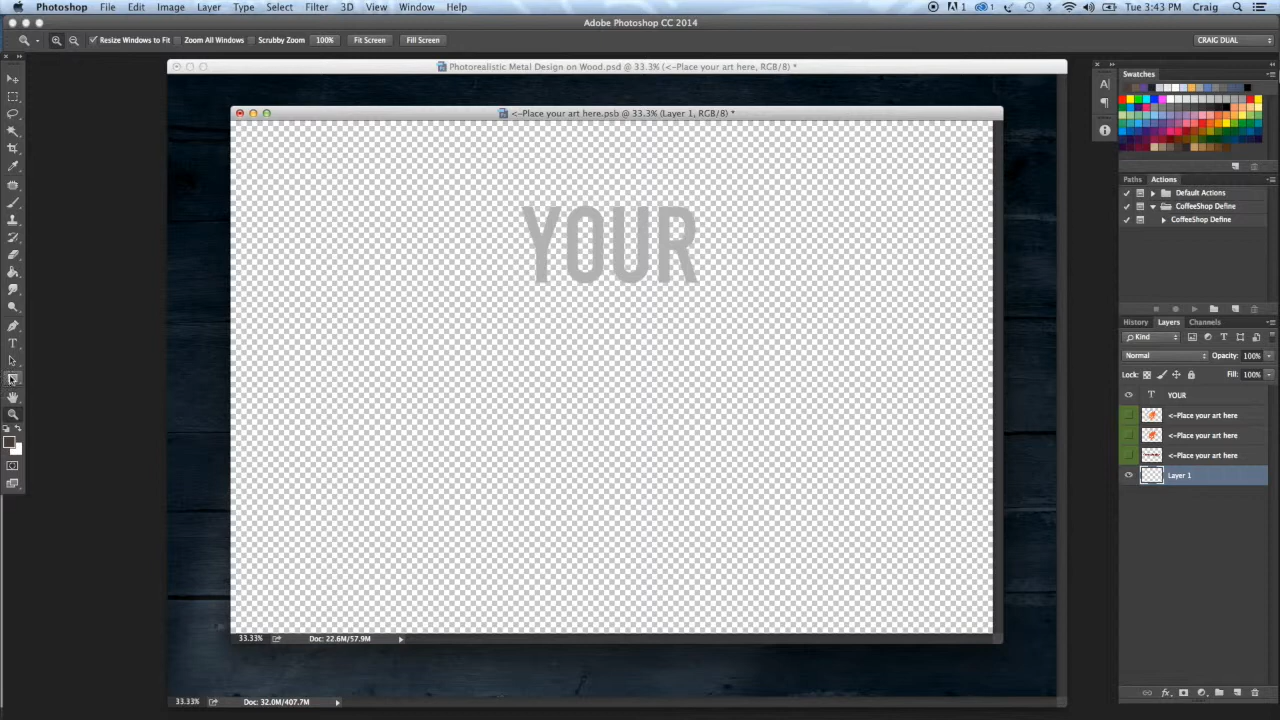 Photoshop File Edit Image Layer Type Select Filter 3D View Window Help
1 1 Tue 3:43 PM Craig
Adobe Photoshop CC 2014
Resize Windows to Fit Zoom All Windows Scrubby Zoom 100% Fit Screen Fill Screen CRAIG DUAL
Photorealistic Metal Design on Wood.psd @ 33.3% (<-Place your art here, RGB/8) *
<-Place your art here.psb @ 33.3% (Layer 1, RGB/8) *
YOUR
33.33% Doc: 22.6M/57.9M
33.33% Doc: 32.0M/407.7M
Swatches
Paths Actions
Default Actions
CoffeeShop Define
CoffeeShop Define
History Layers Channels
Kind
Normal Opacity: 100%
Lock: Fill: 100%
T YOUR
<-Place your art here
<-Place your art here
<-Place your art here
Layer 1